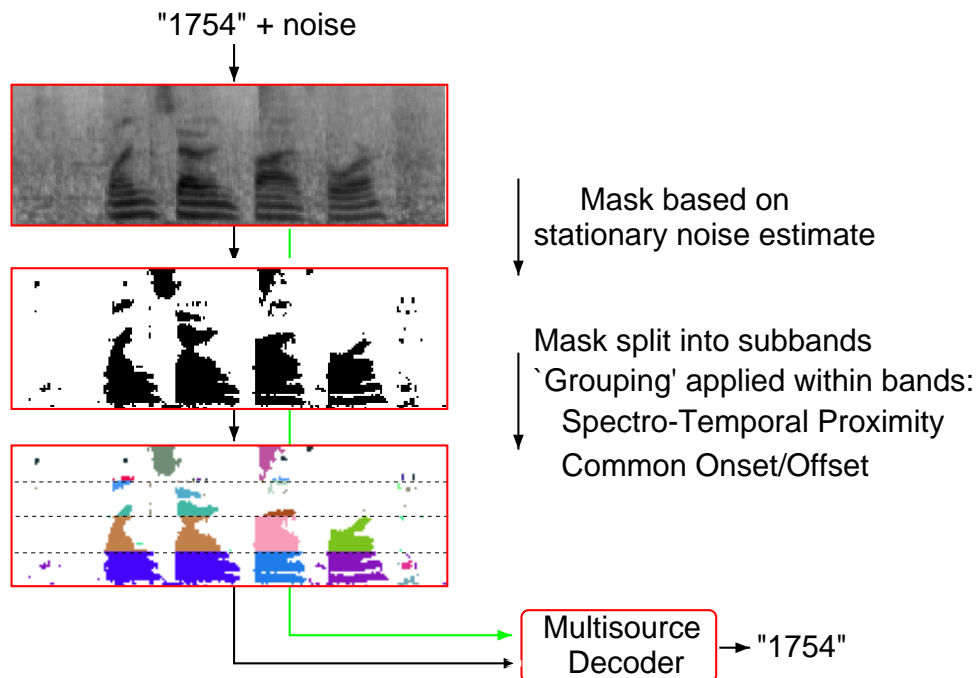 "1754" + noise
Mask based on
stationary noise estimate
Mask split into subbands
`Grouping' applied within bands:
Spectro-Temporal Proximity
Common Onset/Offset
Multisource
Decoder
"1754"